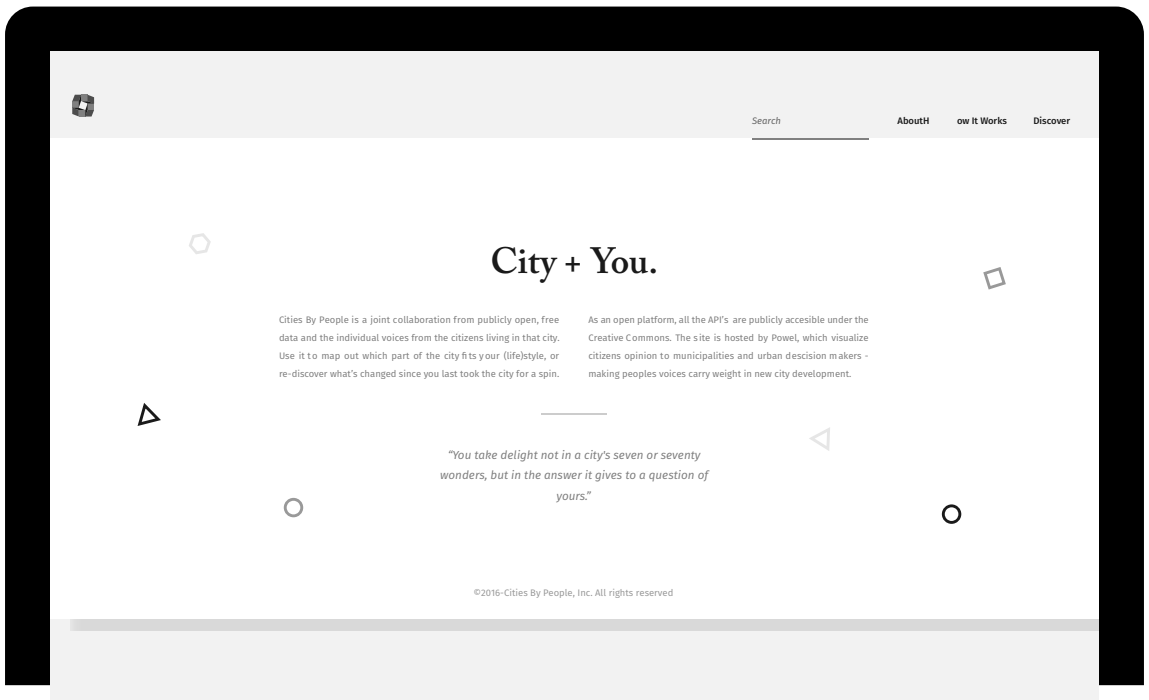 Search AboutH ow It Works Discover
City + You.
Cities By People is a joint collaboration from publicly open, free
data and the individual voices from the citizens living in that city.
Use it to map out which part of the city fits your (life)style, or
re-discover what's changed since you last took the city for a spin.
As an open platform, all the API's are publicly accesible under the
Creative Commons. The site is hosted by Powel, which visualize
citizens opinion to municipalities and urban descision makers -
making peoples voices carry weight in new city development.
“You take delight not in a city's seven or seventy
wonders, but in the answer it gives to a question of
yours.”
©2016-Cities By People, Inc. All rights reserved